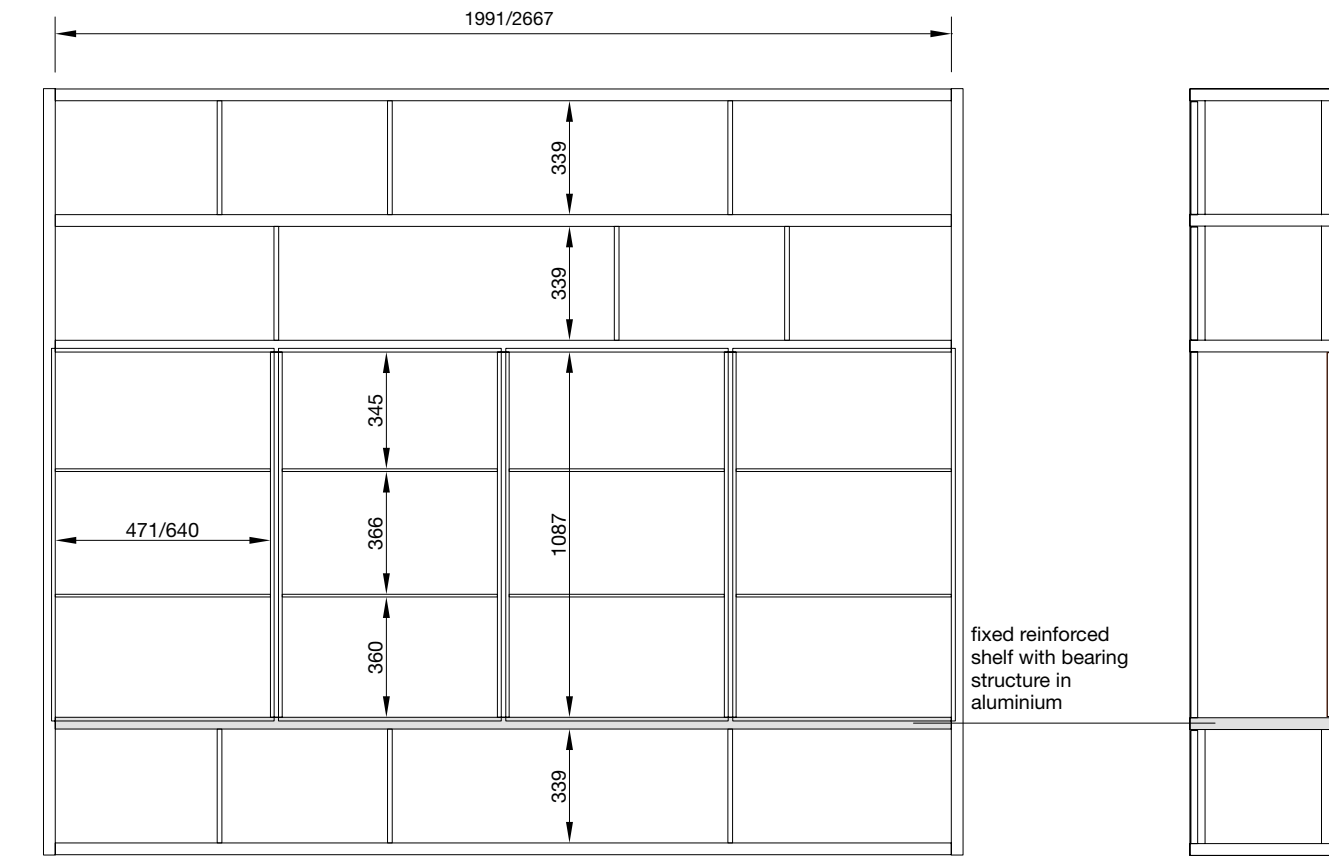 1991/2667
339
339
345
471/640
366
1087
360
fixed reinforced
shelf with bearing
structure in
aluminium
339